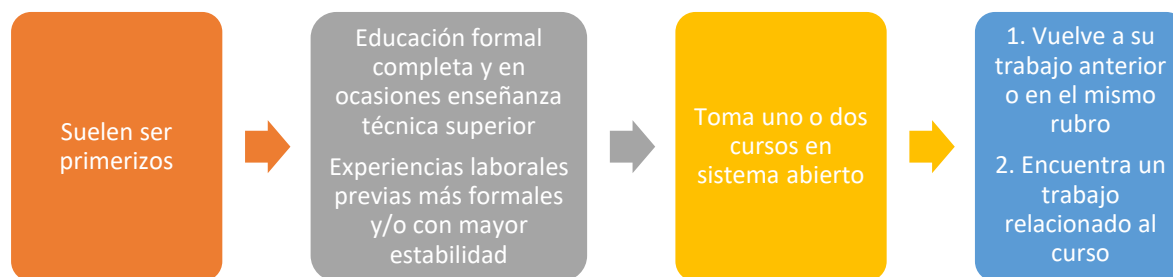 Suelen ser
primerizos
Educación formal
completa y en
ocasiones enseñanza
técnica superior
Experiencias laborales
previas más formales
y/o con mayor
estabilidad
Toma uno o dos
cursos en
sistema abierto
1. Vuelve a su
trabajo anterior
o en el mismo
rubro
2. Encuentra un
trabajo
relacionado al
curso